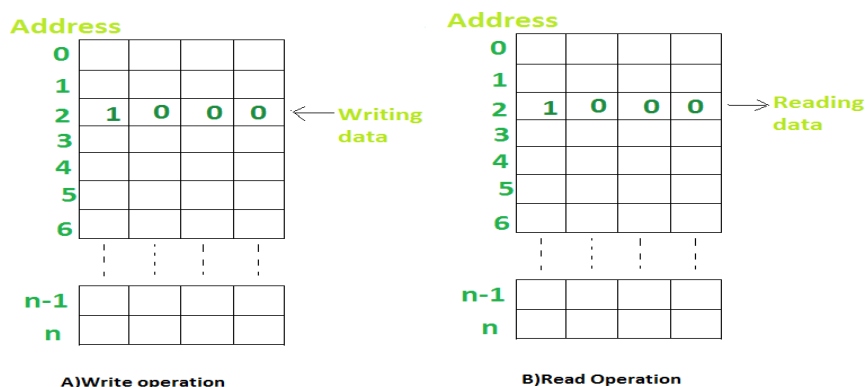 Address
0
1
2 1 0 0 0
Writing
data
3
4
5
6
n-1
n
A)Write operation
Address
0
1
2 1 0 0 0
Reading
data
3
4
5
6
n-1
n
B)Read Operation